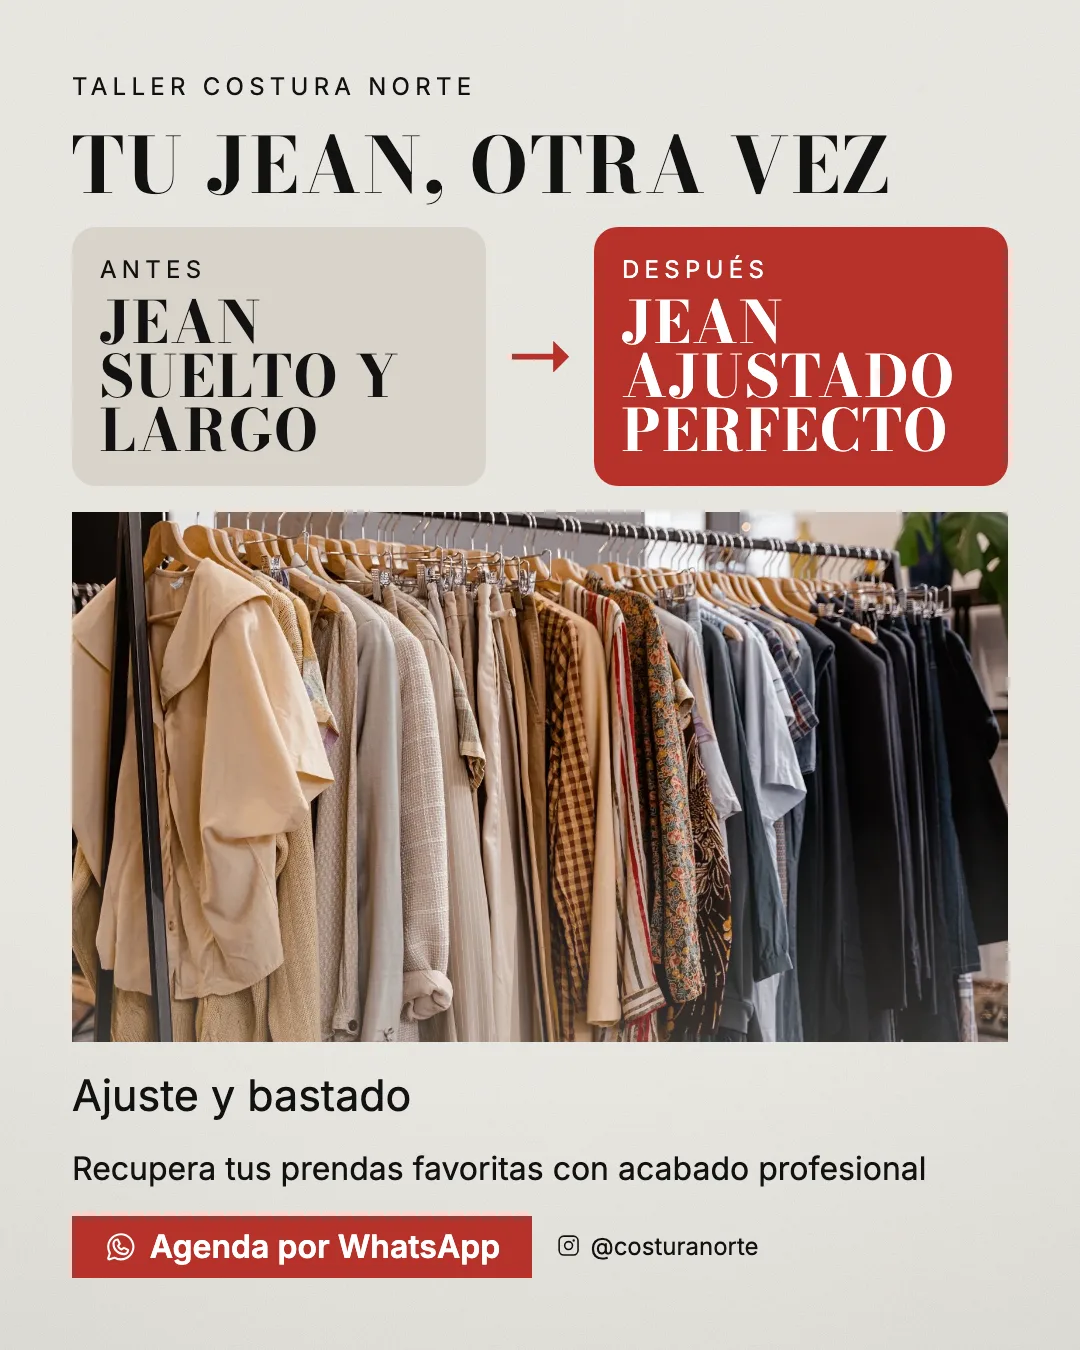 TALLER COSTURA NORTE
TU JEAN, OTRA VEZ
ANTES
JEAN
SUELTO Y
LARGO
DESPUÉS
JEAN
AJUSTADO
PERFECTO
Ajuste y bastado
Recupera tus prendas favoritas con acabado profesional
Agenda por WhatsApp
@costuranorte